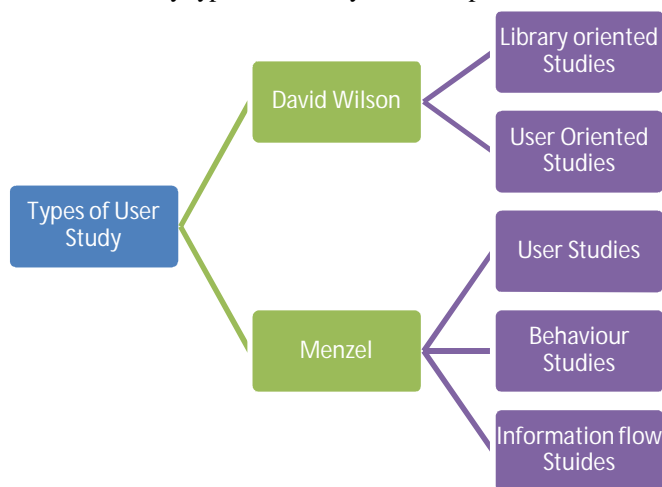 Library oriented
Studies
David Wilson
User Oriented
Studies
Types of User
Study
User Studies
Menzel
Behaviour
Studies
Information flow
Stuides